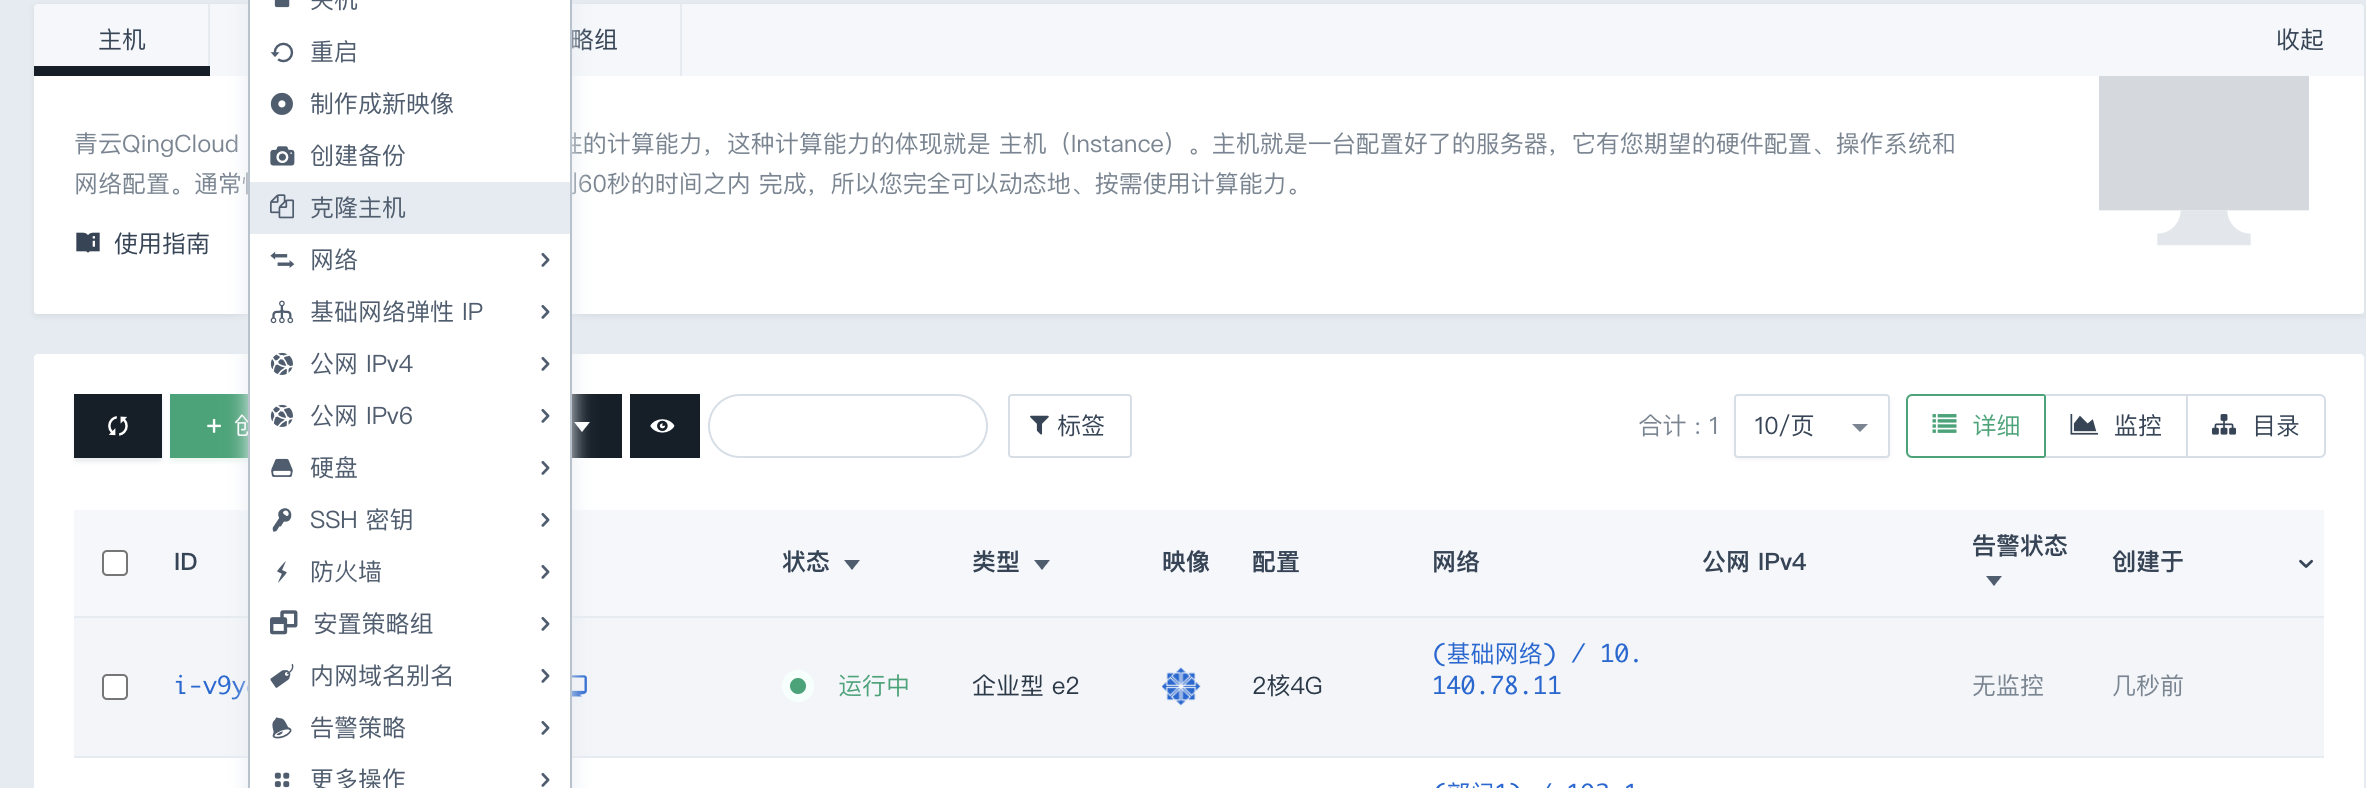 主机
略组
收起
青云QingCloud
的计算能力，这种计算能力的体现就是 主机（Instance）。主机就是一台配置好了的服务器，它有您期望的硬件配置、操作系统和
网络配置。通常
60秒的时间之内 完成，所以您完全可以动态地、按需使用计算能力。
使用指南
关机
重启
制作成新映像
创建备份
克隆主机
网络
基础网络弹性 IP
公网 IPv4
公网 IPv6
硬盘
SSH 密钥
防火墙
安置策略组
内网域名别名
告警策略
更多操作
+
标签
合计：1
10/页
详细
监控
目录
ID
状态
类型
映像
配置
网络
公网 IPv4
告警状态
创建于
i-v9y
运行中
企业型 e2
2核4G
(基础网络) / 10.
140.78.11
无监控
几秒前